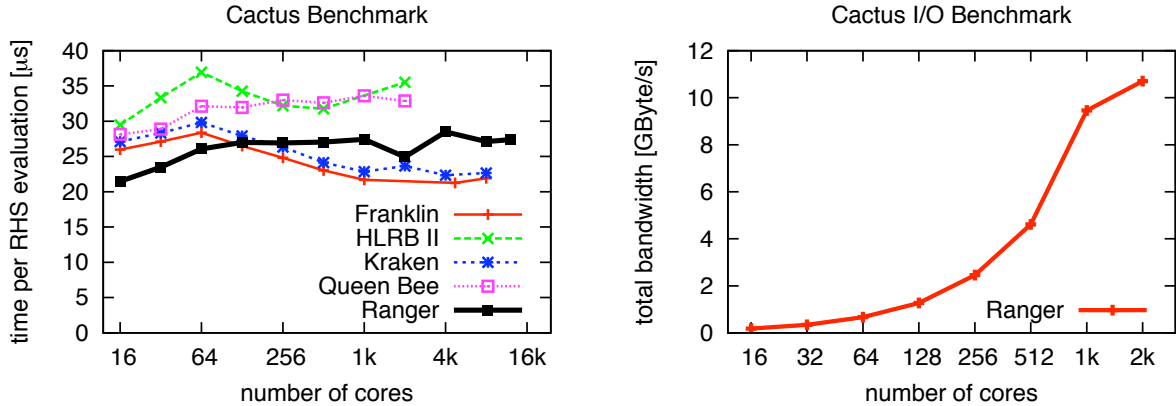 Cactus Benchmark
time per RHS evaluation [μs]
40
35
30
25
20
15
10
5
0
16 64 256 1k 4k 16k
number of cores
Franklin
HLRB II
Kraken
Queen Bee
Ranger
Cactus I/O Benchmark
total bandwidth [GByte/s]
12
10
8
6
4
2
0
16 32 64 128 256 512 1k 2k
number of cores
Ranger